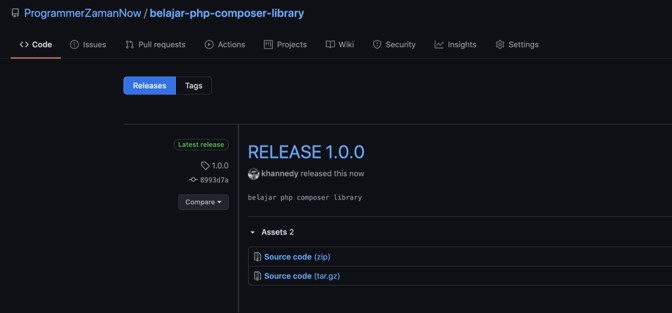 ProgrammerZamanNow / belajar-php-composer-library
Code Issues Pull requests Actions Projects Wiki Security Insights Settings
Releases Tags
Latest release
1.0.0
8993d7a
Compare
RELEASE 1.0.0
khannedy released this now
belajar php composer library
Assets 2
Source code (zip)
Source code (tar.gz)